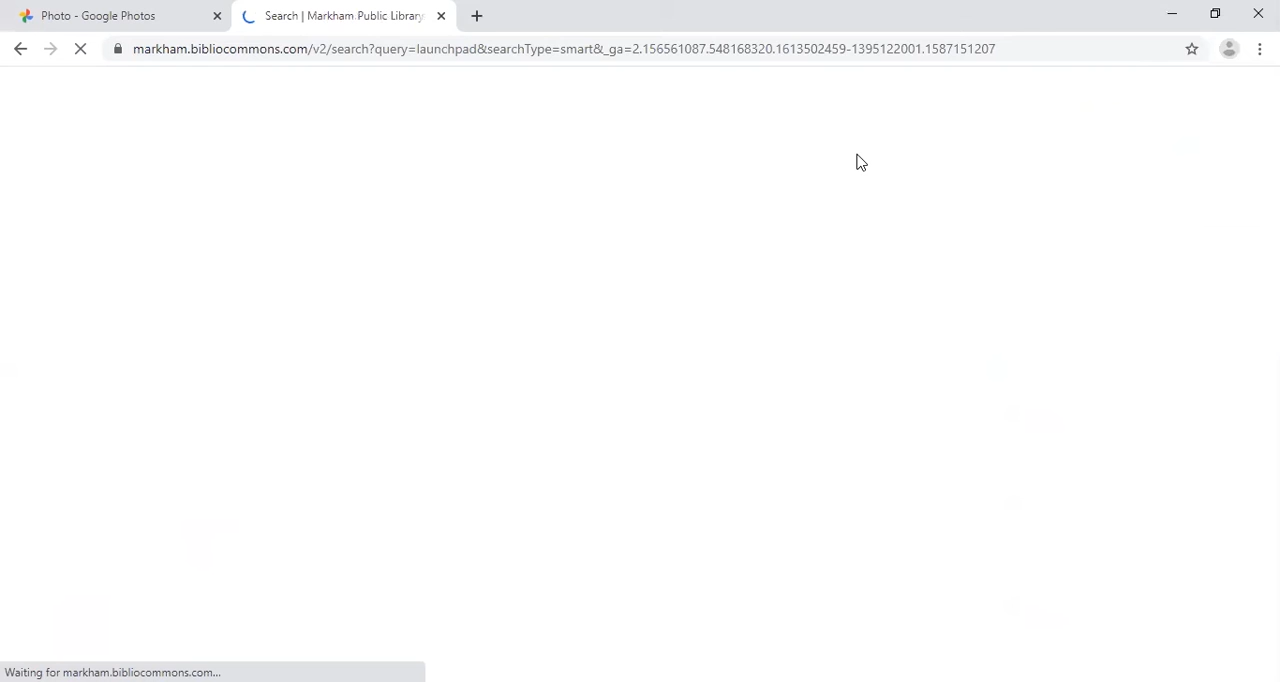 Photo - Google Photos
Search | Markham Public Library
markham.bibliocommons.com/v2/search?query=launchpad&searchType=smart&_ga=2.156561087.548168320.1613502459-1395122001.1587151207
Waiting for markham.bibliocommons.com...